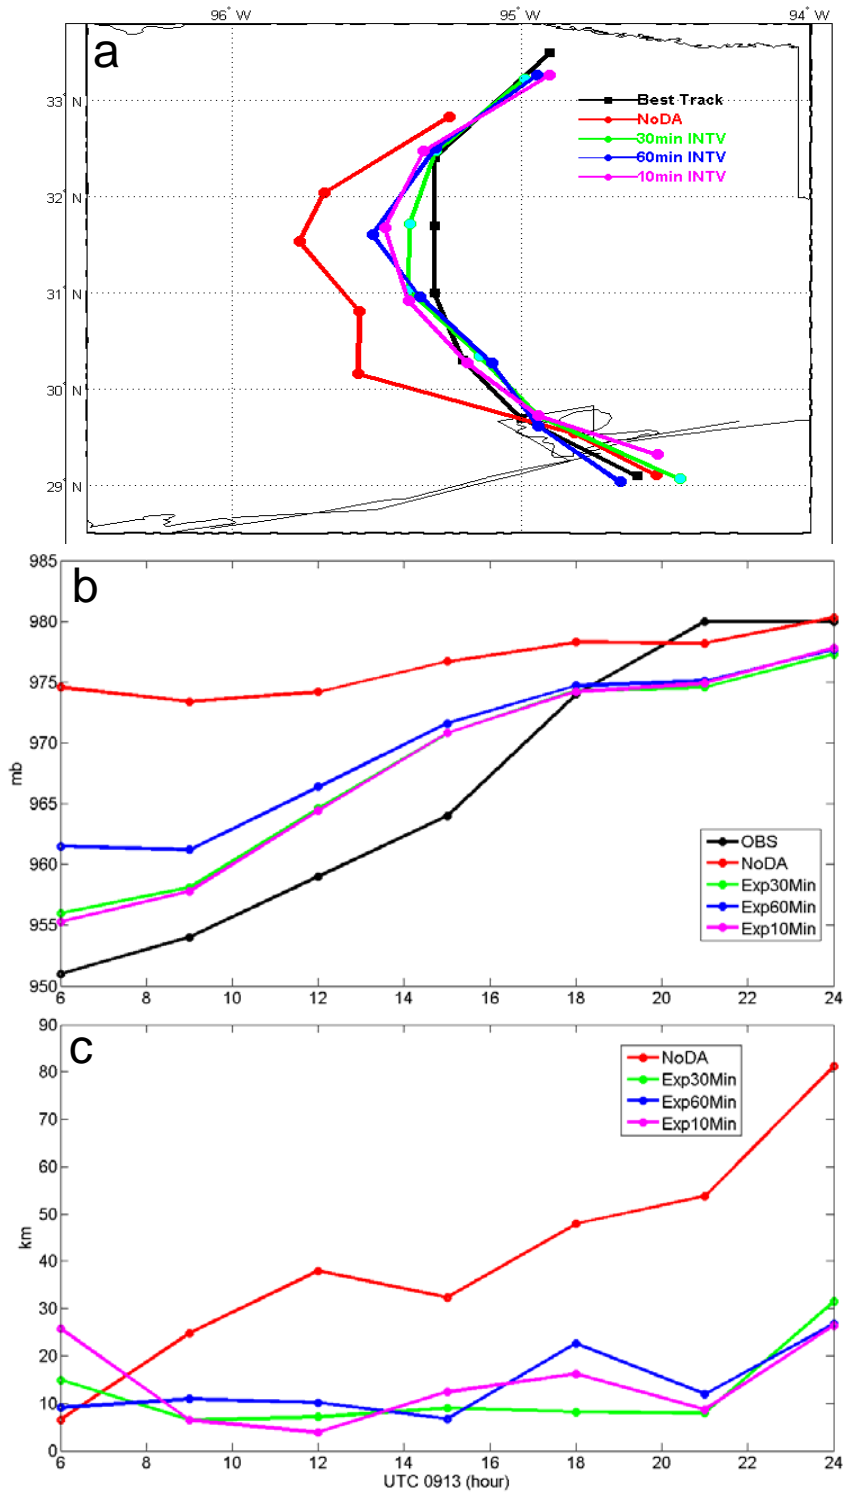 96° W 95° W 94° W
a
33° N
Best Track
NoDA
30min INTV
60min INTV
10min INTV
32° N
31° N
30° N
29° N
985
b
980
975
970
mb
965
OBS
960
NoDA
Exp30Min
955
Exp60Min
Exp10Min
950
6 8 10 12 14 16 18 20 22 24
90
c
NoDA
80
Exp30Min
Exp60Min
70
Exp10Min
60
50
km
40
30
20
10
0
6 8 10 12 14 16 18 20 22 24
UTC 0913 (hour)